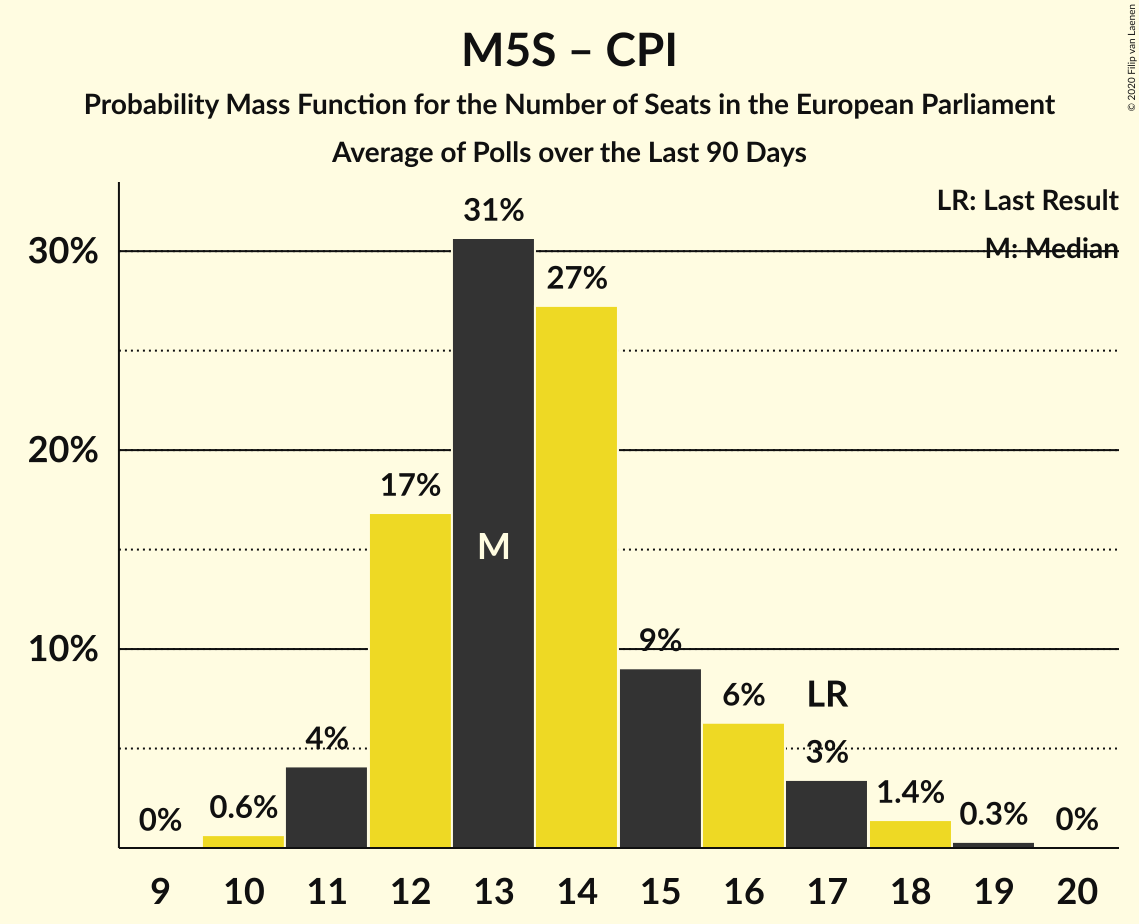 M5S – CPI
Probability Mass Function for the Number of Seats in the European Parliament
Average of Polls over the Last 90 Days
© 2020 Filip van Laenen
LR: Last Result
M: Median
30%
20%
10%
0%
0.6%
4%
17%
31%
M
27%
9%
6%
LR
3%
1.4%
0.3%
0%
9 10 11 12 13 14 15 16 17 18 19 20